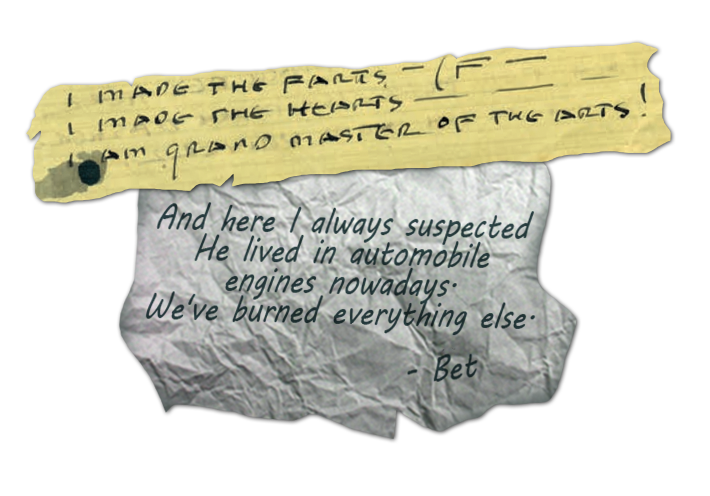 I MADE THE FARTS — (F —
I MADE THE HEARTS — — —
I AM GRAND MASTER OF THE ARTS!
And here I always suspected
He lived in automobile
engines nowadays.
We've burned everything else.
- Bet